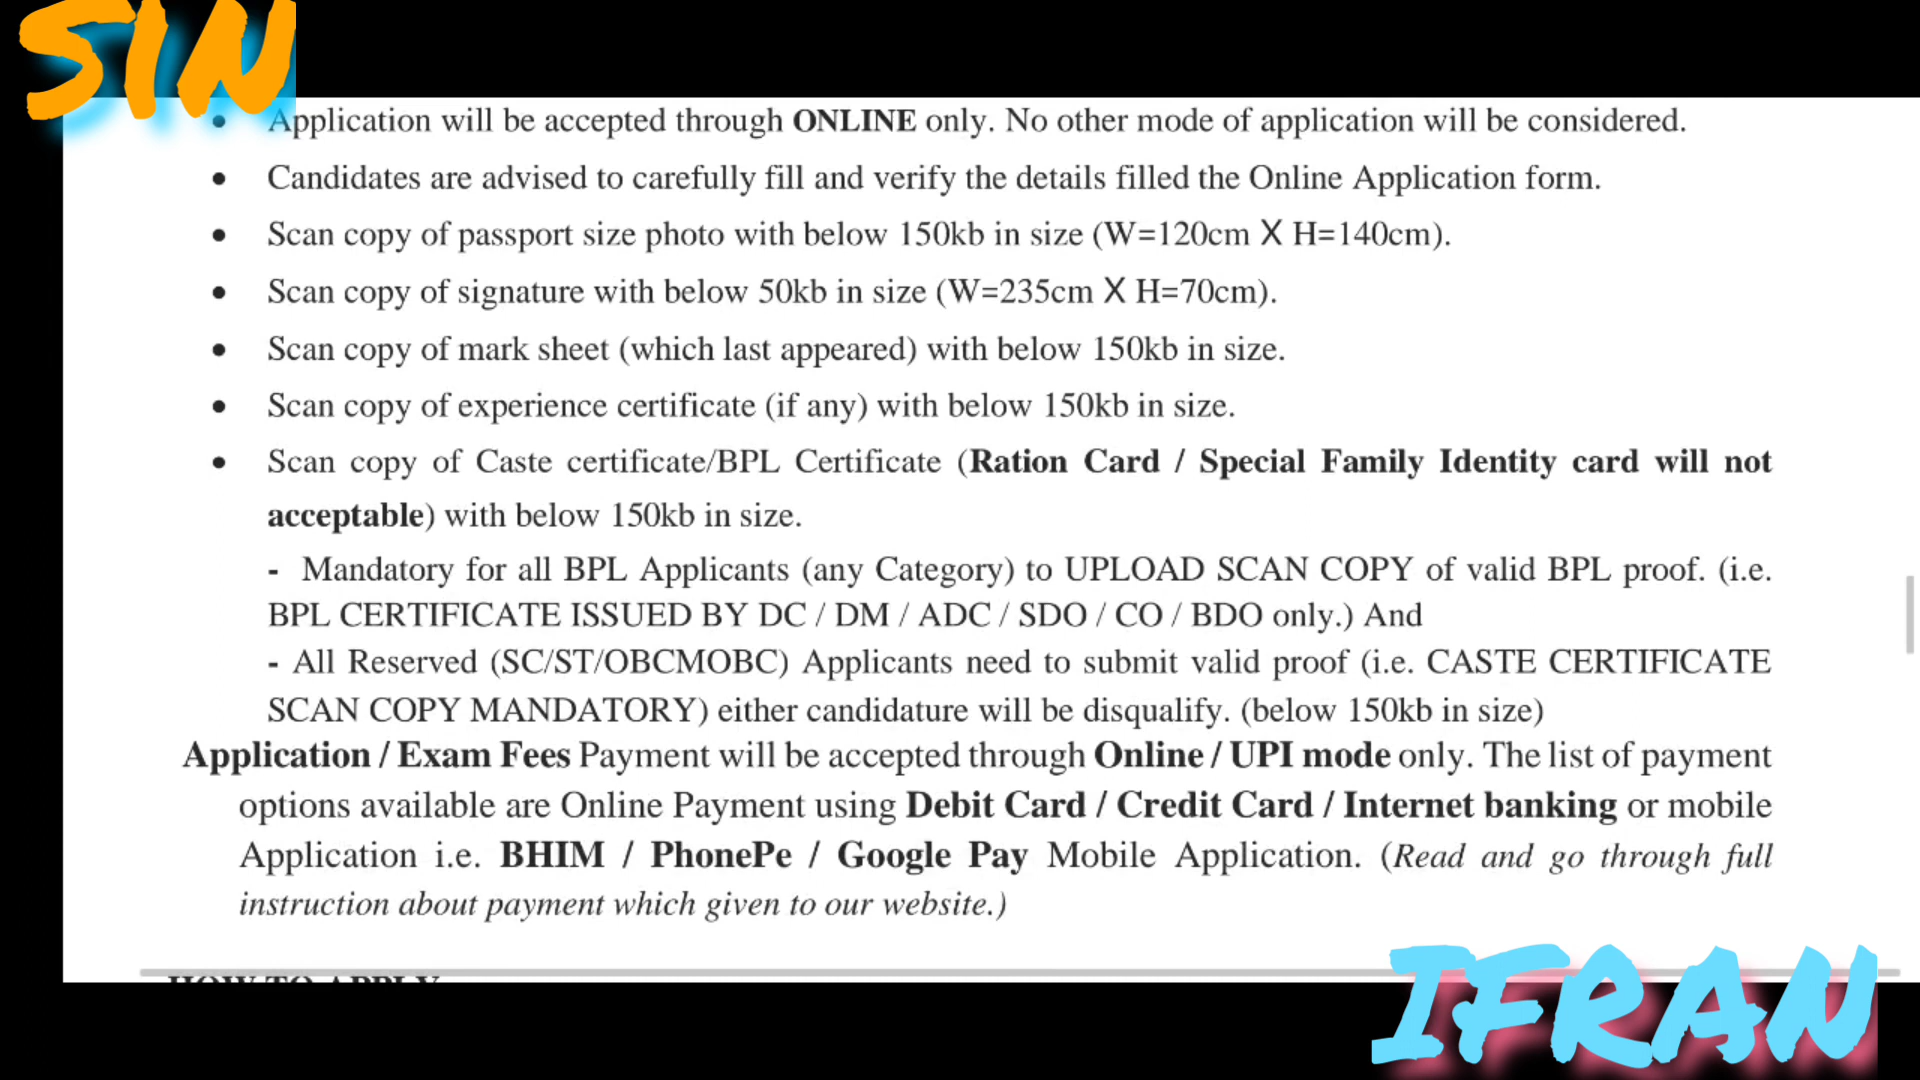 SIN
• Application will be accepted through ONLINE only. No other mode of application will be considered.
• Candidates are advised to carefully fill and verify the details filled the Online Application form.
• Scan copy of passport size photo with below 150kb in size (W=120cm X H=140cm).
• Scan copy of signature with below 50kb in size (W=235cm X H=70cm).
• Scan copy of mark sheet (which last appeared) with below 150kb in size.
• Scan copy of experience certificate (if any) with below 150kb in size.
• Scan copy of Caste certificate/BPL Certificate (Ration Card / Special Family Identity card will not
acceptable) with below 150kb in size.
- Mandatory for all BPL Applicants (any Category) to UPLOAD SCAN COPY of valid BPL proof. (i.e.
BPL CERTIFICATE ISSUED BY DC / DM / ADC / SDO / CO / BDO only.) And
- All Reserved (SC/ST/OBCMOBC) Applicants need to submit valid proof (i.e. CASTE CERTIFICATE
SCAN COPY MANDATORY) either candidature will be disqualify. (below 150kb in size)
Application / Exam Fees Payment will be accepted through Online / UPI mode only. The list of payment
options available are Online Payment using Debit Card / Credit Card / Internet banking or mobile
Application i.e. BHIM / PhonePe / Google Pay Mobile Application. (Read and go through full
instruction about payment which given to our website.)
HOW TO APPLY
IFRAN